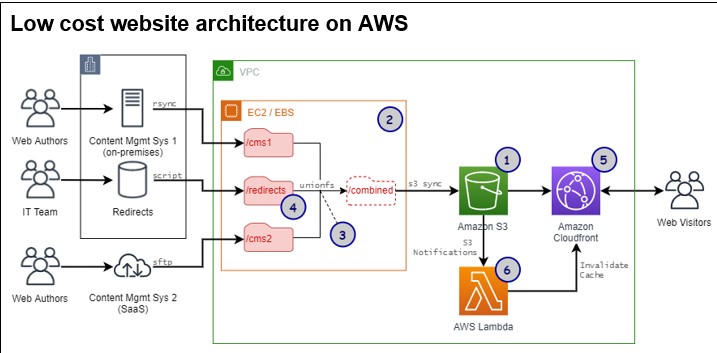 Low cost website architecture on AWS
VPC
EC2 / EBS
2
rsync
Web Authors
Content Mgmt Sys 1
(on-premises)
/cms1
1
5
script
IT Team
Redirects
/redirects
unionfs
/combined
s3 sync
4
3
Amazon S3
Amazon
Cloudfront
Web Visitors
S3
Notifications
/cms2
sftp
Web Authors
Content Mgmt Sys 2
(SaaS)
6
Invalidate
Cache
AWS Lambda